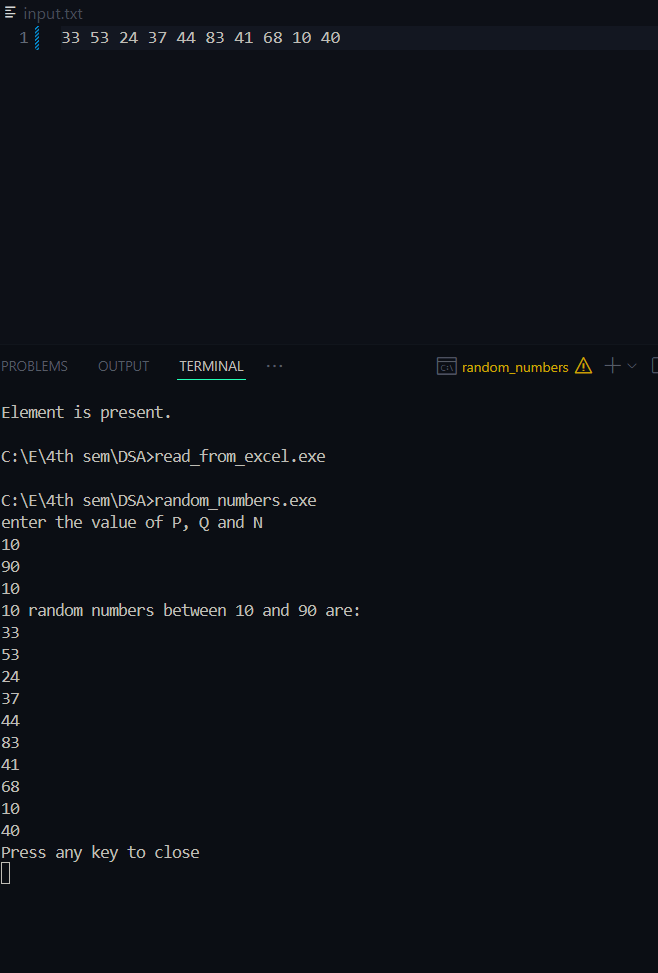 input.txt
1 33 53 24 37 44 83 41 68 10 40
PROBLEMS OUTPUT TERMINAL ··· C:\ random_numbers
Element is present.
C:\E\4th sem\DSA>read_from_excel.exe
C:\E\4th sem\DSA>random_numbers.exe
enter the value of P, Q and N
10
90
10
10 random numbers between 10 and 90 are:
33
53
24
37
44
83
41
68
10
40
Press any key to close